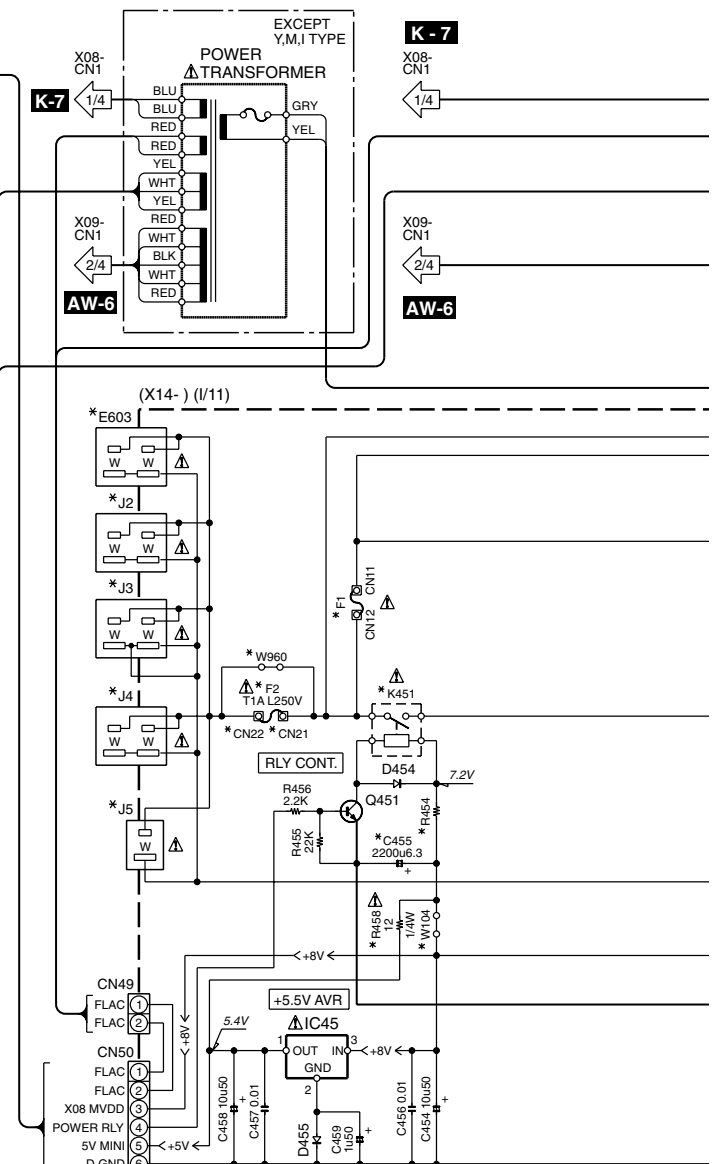 EXCEPT
Y,M,I TYPE
POWER
TRANSFORMER
X08-
CN1
K-7
1/4
BLU
BLU
RED
RED
YEL
WHT
YEL
RED
WHT
BLK
WHT
RED
GRY
YEL
X09-
CN1
2/4
AW-6
K - 7
X08-
CN1
1/4
X09-
CN1
2/4
AW-6
(X14- ) (I/11)
*E603
W W
*J2
W W
*J3
W W
*J4
W W
*J5
W
*W960
*F2
T1A L250V
*CN22 *CN21
*F1
CN11
CN12
*K451
RLY CONT.
D454
7.2V
R456
2.2K
Q451
R455
22K
*R454
*C455
2200u6.3
+
*R458
12
1/4W
*W104
+8V
CN49
FLAC 1
FLAC 2
+8V
+5.5V AVR
5.4V
IC45
1 OUT IN 3
GND
2
+8V
CN50
FLAC 1
FLAC 2
X08 MVDD 3
POWER RLY 4
5V MINI 5
+5V
D GND 6
C458 10u50
+
C457 0.01
D455
C459
1u50
+
C456 0.01
C454 10u50
+